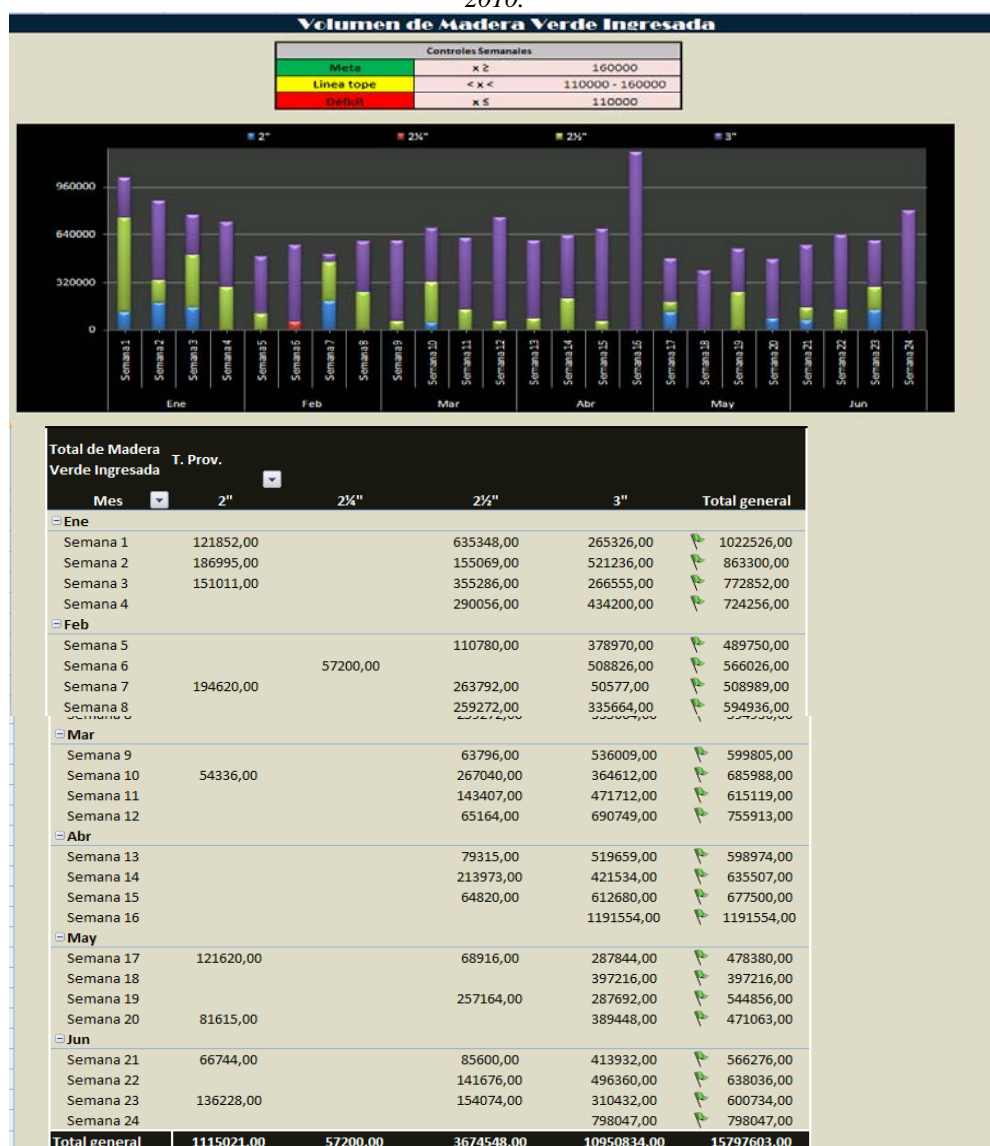 2010.
Volumen de Madera Verde Ingresada
Controles Semanales
Meta x ≥ 160000
Linea tope < x < 110000 - 160000
Déficit x ≤ 110000
2" 2¼" 2½" 3"
960000
640000
320000
0
Semana 1 Semana 2 Semana 3 Semana 4 Semana 5 Semana 6 Semana 7 Semana 8 Semana 9 Semana 10 Semana 11 Semana 12 Semana 13 Semana 14 Semana 15 Semana 16 Semana 17 Semana 18 Semana 19 Semana 20 Semana 21 Semana 22 Semana 23 Semana 24
Ene Feb Mar Abr May Jun
Total de Madera
Verde Ingresada T. Prov.
Mes 2" 2¼" 2½" 3" Total general
Ene
Semana 1 121852,00 635348,00 265326,00 1022526,00
Semana 2 186995,00 155069,00 521236,00 863300,00
Semana 3 151011,00 355286,00 266555,00 772852,00
Semana 4 290056,00 434200,00 724256,00
Feb
Semana 5 110780,00 378970,00 489750,00
Semana 6 57200,00 508826,00 566026,00
Semana 7 194620,00 263792,00 50577,00 508989,00
Semana 8 259272,00 335664,00 594936,00
Mar
Semana 9 63796,00 536009,00 599805,00
Semana 10 54336,00 267040,00 364612,00 685988,00
Semana 11 143407,00 471712,00 615119,00
Semana 12 65164,00 690749,00 755913,00
Abr
Semana 13 79315,00 519659,00 598974,00
Semana 14 213973,00 421534,00 635507,00
Semana 15 64820,00 612680,00 677500,00
Semana 16 1191554,00 1191554,00
May
Semana 17 121620,00 68916,00 287844,00 478380,00
Semana 18 397216,00 397216,00
Semana 19 257164,00 287692,00 544856,00
Semana 20 81615,00 389448,00 471063,00
Jun
Semana 21 66744,00 85600,00 413932,00 566276,00
Semana 22 141676,00 496360,00 638036,00
Semana 23 136228,00 154074,00 310432,00 600734,00
Semana 24 798047,00 798047,00
Total general 1115021,00 57200,00 3674548,00 10950834,00 15797603,00